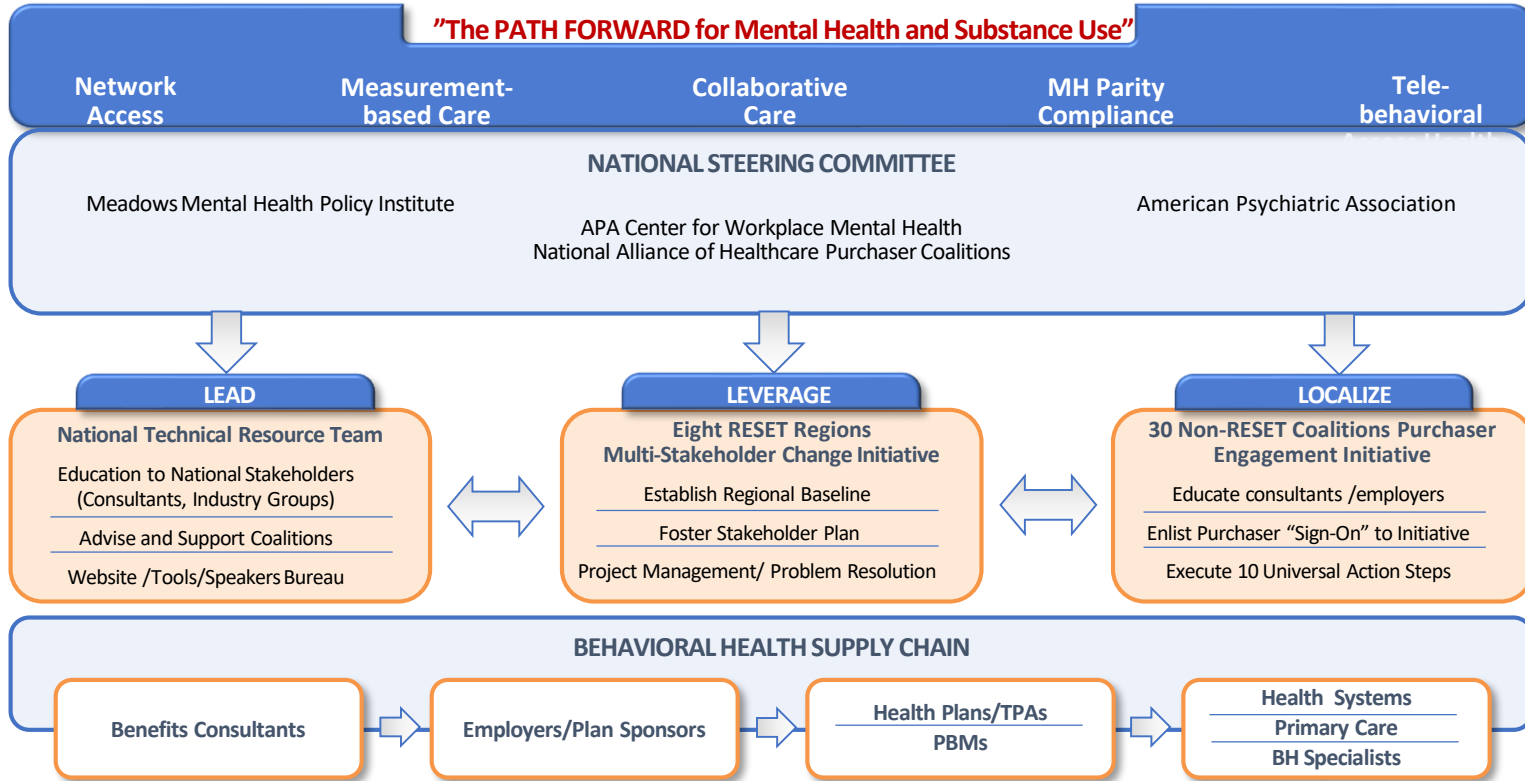 ”The PATH FORWARD for Mental Health and Substance Use”
Network
Access
Measurement-
based Care
Collaborative
Care
MH Parity
Compliance
Tele-
behavioral
NATIONAL STEERING COMMITTEE
Meadows Mental Health Policy Institute
APA Center for Workplace Mental Health
National Alliance of Healthcare Purchaser Coalitions
American Psychiatric Association
LEAD
National Technical Resource Team
Education to National Stakeholders
(Consultants, Industry Groups)
Advise and Support Coalitions
Website /Tools/Speakers Bureau
LEVERAGE
Eight RESET Regions
Multi-Stakeholder Change Initiative
Establish Regional Baseline
Foster Stakeholder Plan
Project Management/ Problem Resolution
LOCALIZE
30 Non-RESET Coalitions Purchaser
Engagement Initiative
Educate consultants /employers
Enlist Purchaser “Sign-On” to Initiative
Execute 10 Universal Action Steps
BEHAVIORAL HEALTH SUPPLY CHAIN
Benefits Consultants
Employers/Plan Sponsors
Health Plans/TPAs
PBMs
Health Systems
Primary Care
BH Specialists